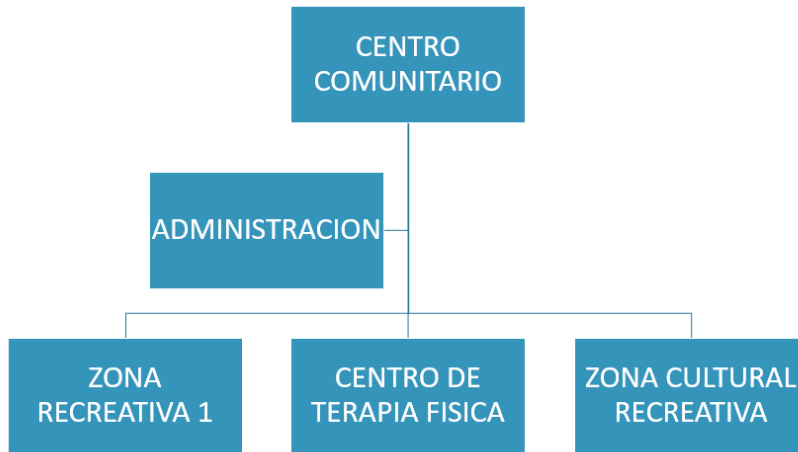 CENTRO
COMUNITARIO
ADMINISTRACION
ZONA
RECREATIVA 1
CENTRO DE
TERAPIA FISICA
ZONA CULTURAL
RECREATIVA